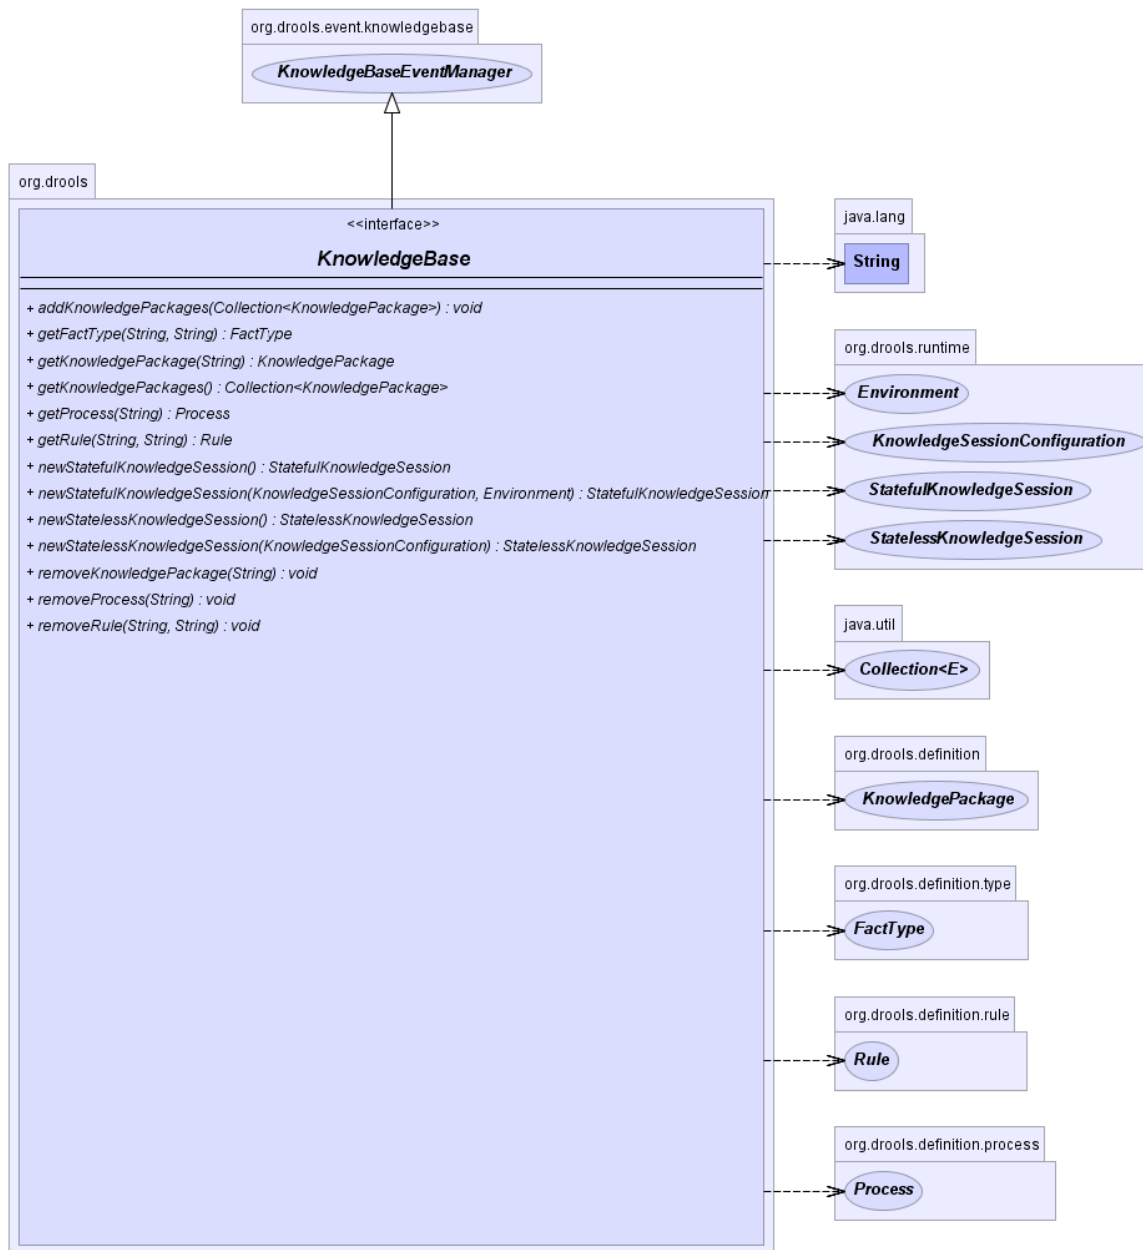 org.drools.event.knowledgebase
KnowledgeBaseEventManager
org.drools
<<interface>>
KnowledgeBase
+ addKnowledgePackages(Collection<KnowledgePackage>) : void
+ getFactType(String, String) : FactType
+ getKnowledgePackage(String) : KnowledgePackage
+ getKnowledgePackages() : Collection<KnowledgePackage>
+ getProcess(String) : Process
+ getRule(String, String) : Rule
+ newStatefulKnowledgeSession() : StatefulKnowledgeSession
+ newStatefulKnowledgeSession(KnowledgeSessionConfiguration, Environment) : StatefulKnowledgeSession
+ newStatelessKnowledgeSession() : StatelessKnowledgeSession
+ newStatelessKnowledgeSession(KnowledgeSessionConfiguration) : StatelessKnowledgeSession
+ removeKnowledgePackage(String) : void
+ removeProcess(String) : void
+ removeRule(String, String) : void
java.lang
String
org.drools.runtime
Environment
KnowledgeSessionConfiguration
StatefulKnowledgeSession
StatelessKnowledgeSession
java.util
Collection<E>
org.drools.definition
KnowledgePackage
org.drools.definition.type
FactType
org.drools.definition.rule
Rule
org.drools.definition.process
Process